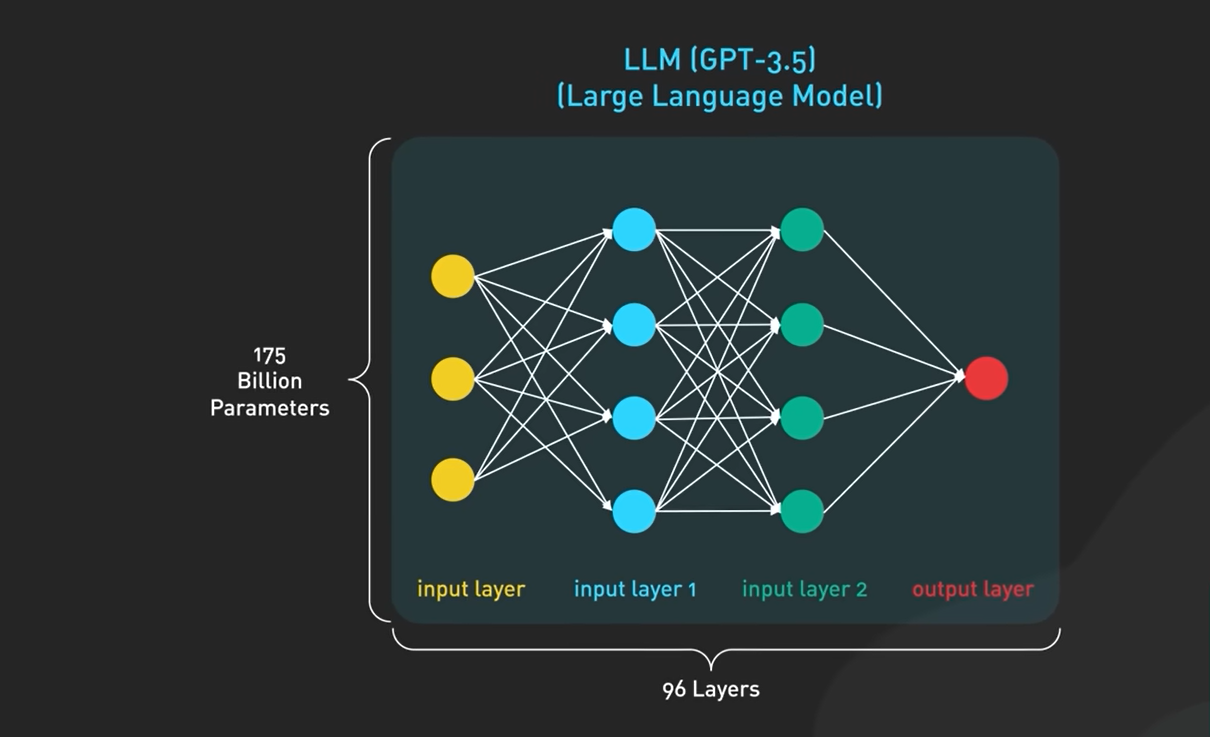 LLM (GPT-3.5)
(Large Language Model)
175
Billion
Parameters
input layer
input layer 1
input layer 2
output layer
96 Layers